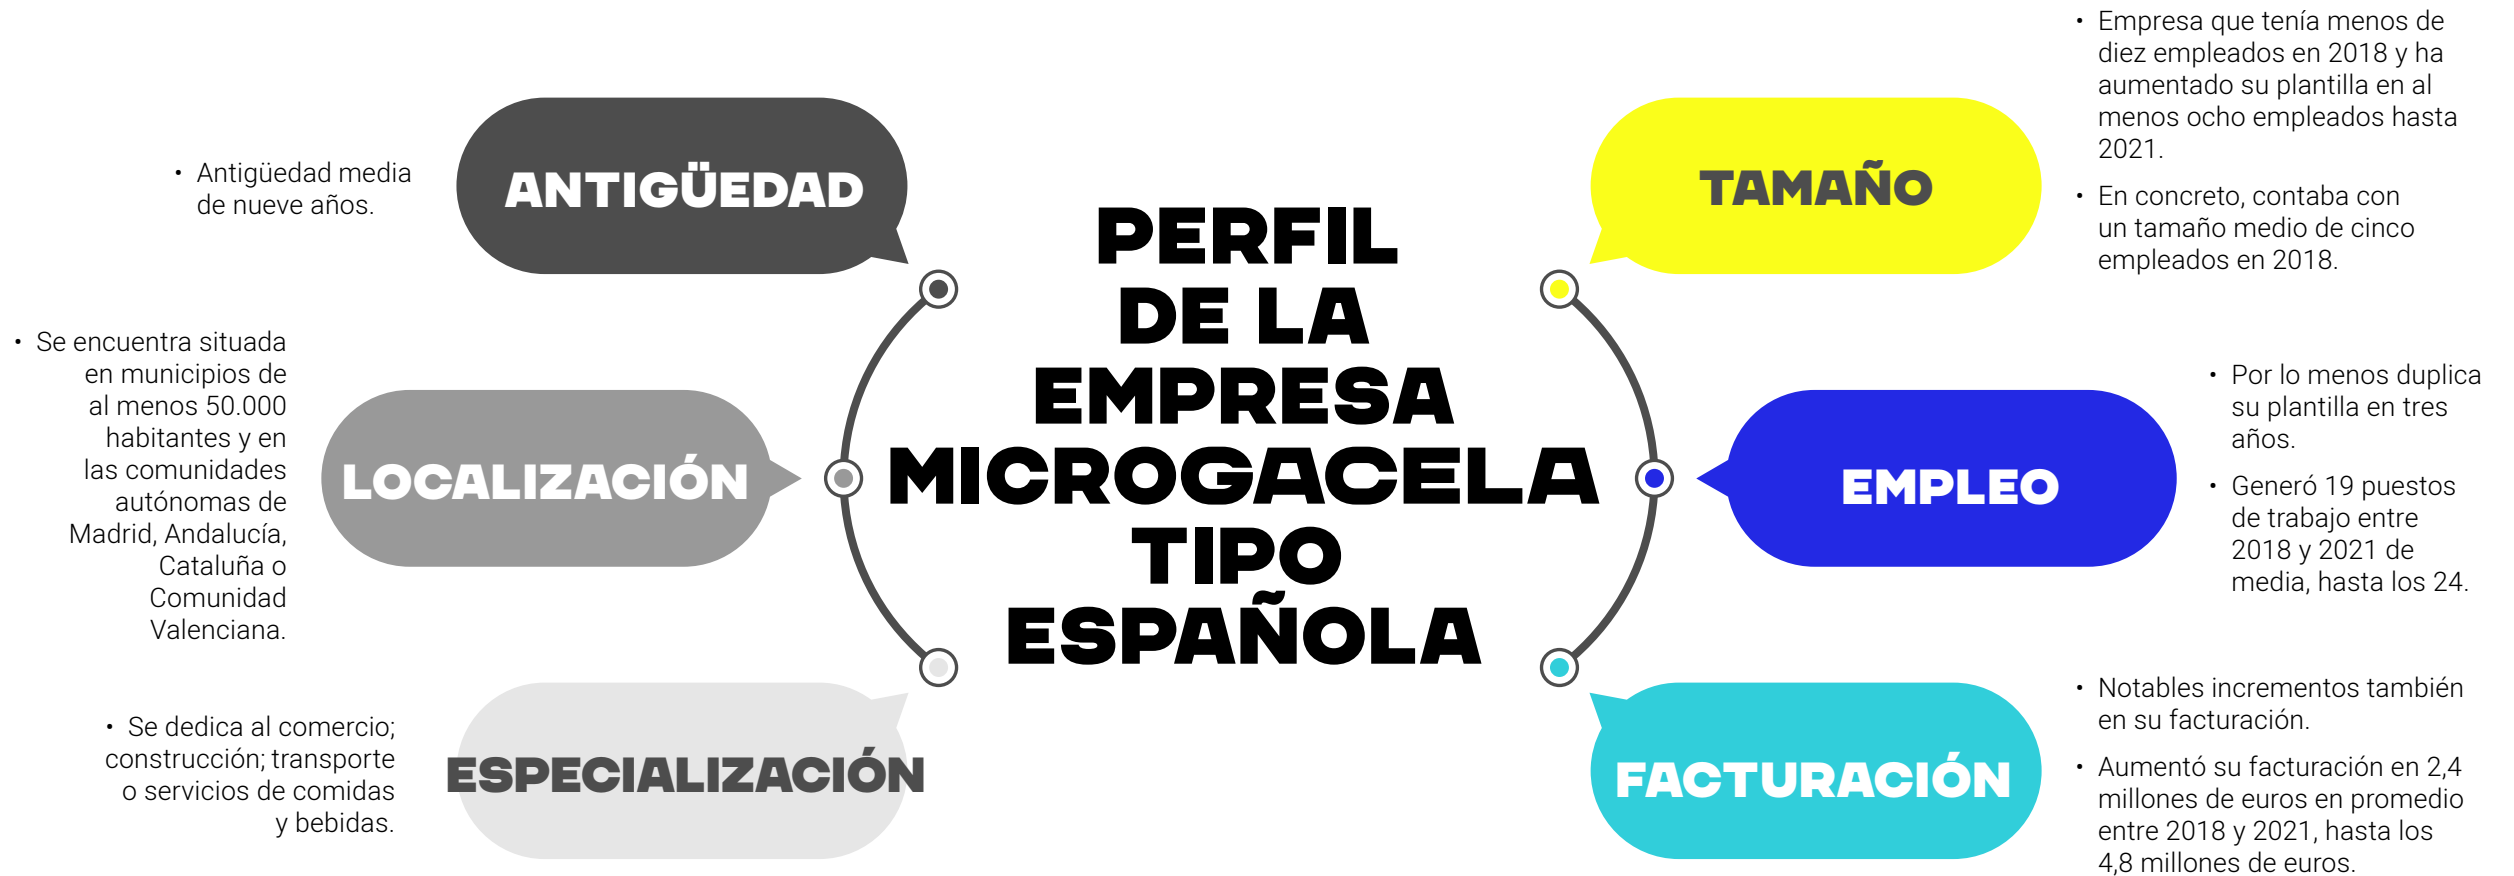 PERFIL
DE LA
EMPRESA
MICROGACELA
TIPO
ESPAÑOLA
ANTIGÜEDAD
• Antigüedad media
de nueve años.
LOCALIZACIÓN
• Se encuentra situada
en municipios de
al menos 50.000
habitantes y en
las comunidades
autónomas de
Madrid, Andalucía,
Cataluña o
Comunidad
Valenciana.
ESPECIALIZACIÓN
• Se dedica al comercio;
construcción; transporte
o servicios de comidas
y bebidas.
TAMAÑO
• Empresa que tenía menos de
diez empleados en 2018 y ha
aumentado su plantilla en al
menos ocho empleados hasta
2021.
• En concreto, contaba con
un tamaño medio de cinco
empleados en 2018.
EMPLEO
• Por lo menos duplica
su plantilla en tres
años.
• Generó 19 puestos
de trabajo entre
2018 y 2021 de
media, hasta los 24.
FACTURACIÓN
• Notables incrementos también
en su facturación.
• Aumentó su facturación en 2,4
millones de euros en promedio
entre 2018 y 2021, hasta los
4,8 millones de euros.